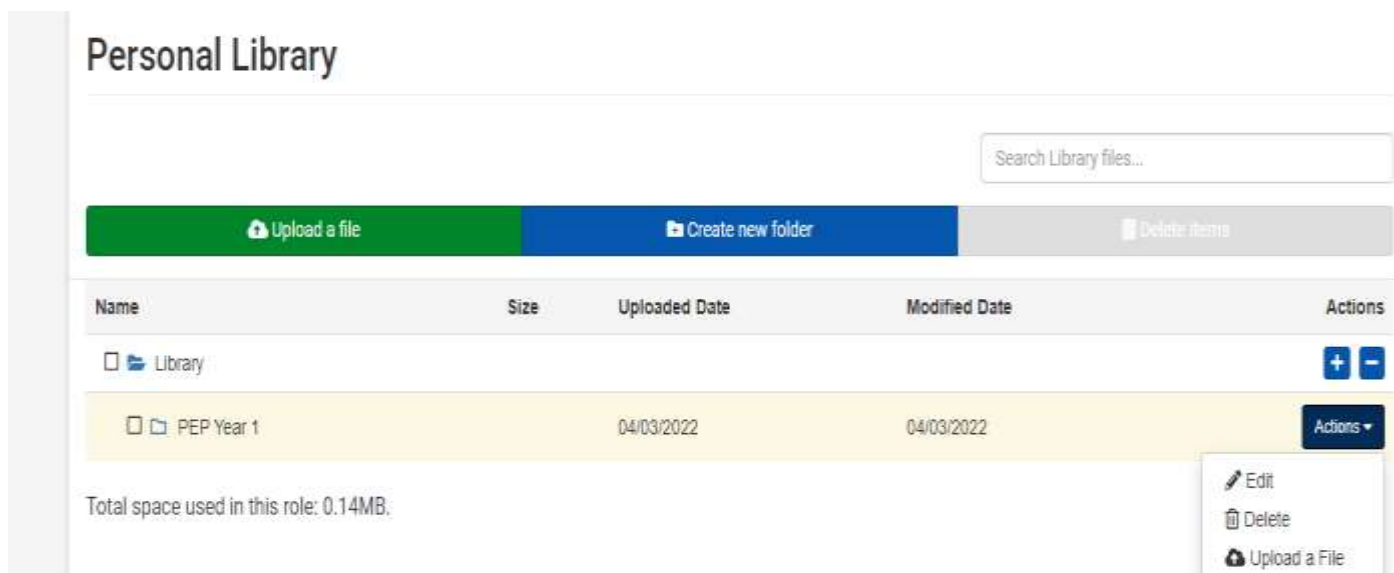 Personal Library
Search Library files...
Upload a file Create new folder Delete items
Name Size Uploaded Date Modified Date Actions
Library
PEP Year 1 04/03/2022 04/03/2022 Actions
Edit
Total space used in this role: 0.14MB.
Delete
Upload a File